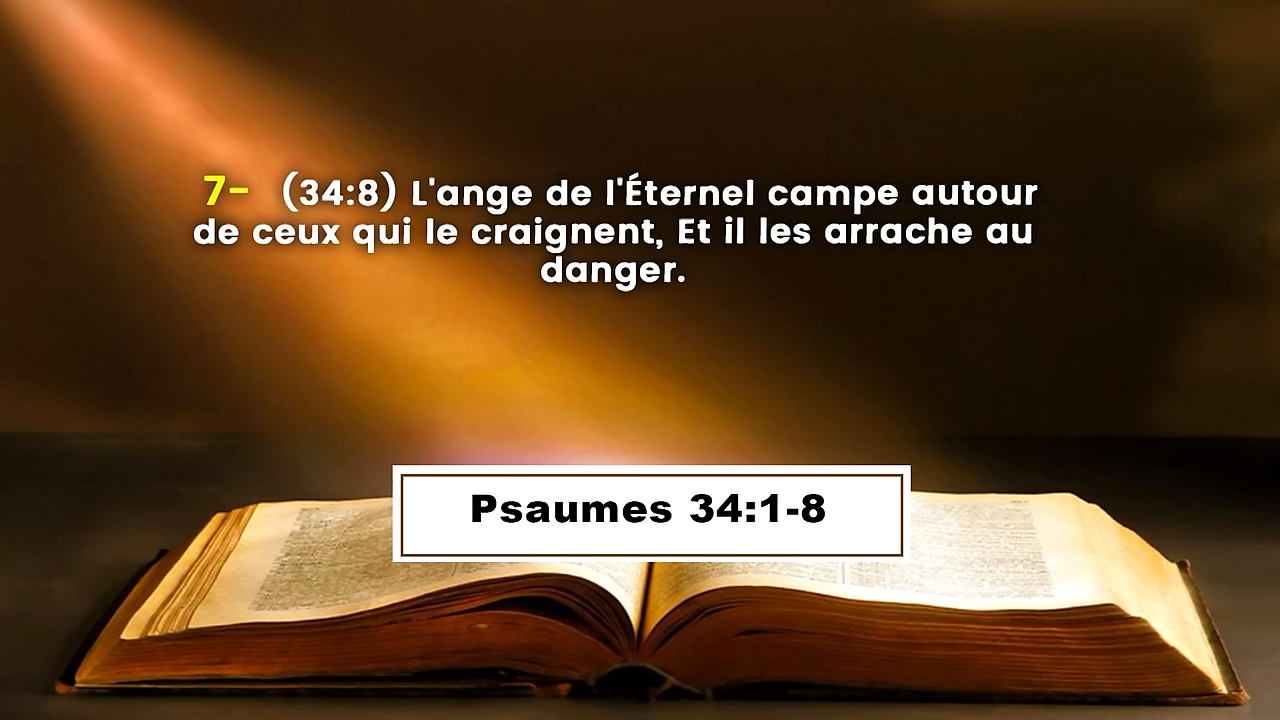 7- (34:8) L'ange de l'Éternel campe autour
de ceux qui le craignent, Et il les arrache au
danger.
Psaumes 34:1-8